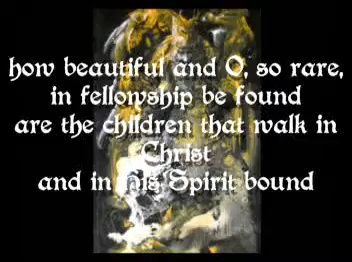 how beautiful and O, so rare,
in fellowship be found
are the children that walk in
Christ
and in his Spirit bound